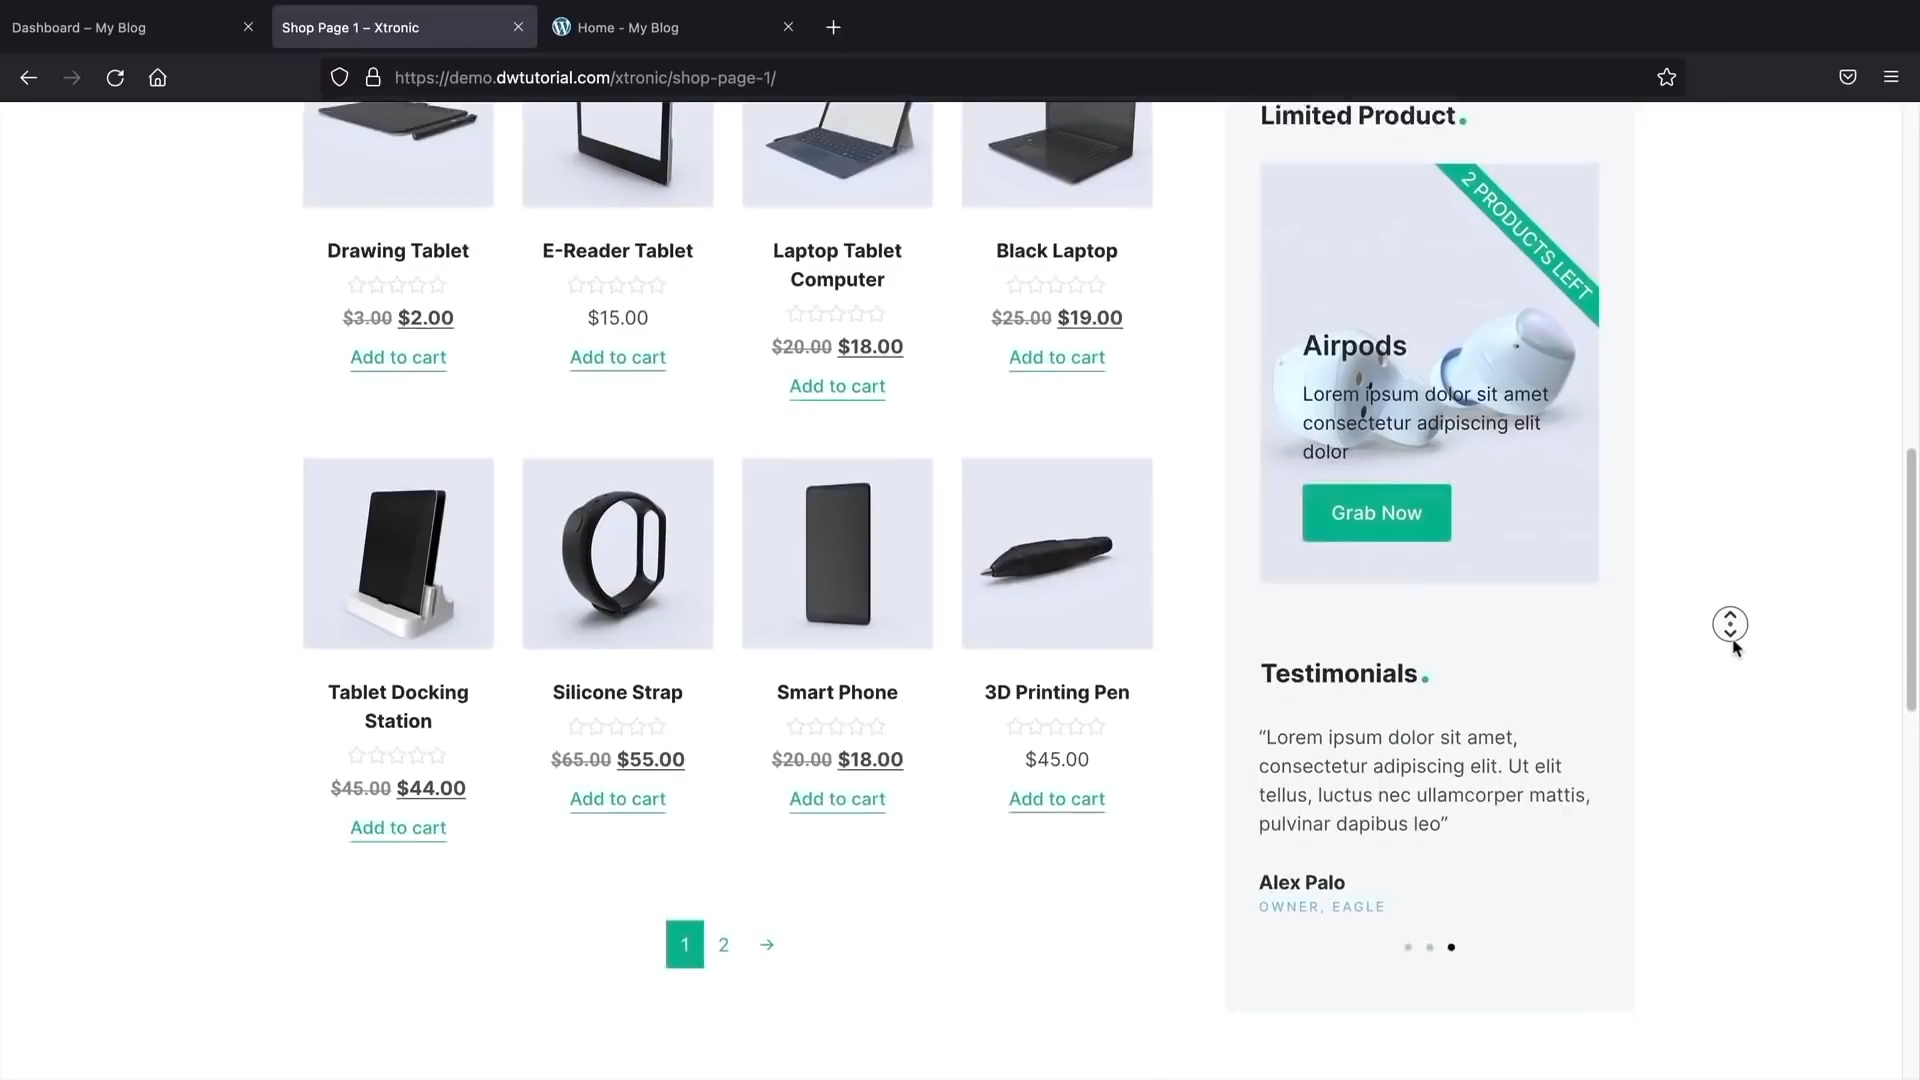 Dashboard – My Blog
Shop Page 1 – Xtronic
Home - My Blog
https://demo.dwtutorial.com/xtronic/shop-page-1/
Drawing Tablet
$3.00 $2.00
Add to cart
E-Reader Tablet
$15.00
Add to cart
Laptop Tablet
Computer
$20.00 $18.00
Add to cart
Black Laptop
$25.00 $19.00
Add to cart
Tablet Docking
Station
$45.00 $44.00
Add to cart
Silicone Strap
$65.00 $55.00
Add to cart
Smart Phone
$20.00 $18.00
Add to cart
3D Printing Pen
$45.00
Add to cart
1 2 →
Limited Product.
2 PRODUCTS LEFT
Airpods
Lorem ipsum dolor sit amet
consectetur adipiscing elit
dolor
Grab Now
Testimonials.
“Lorem ipsum dolor sit amet,
consectetur adipiscing elit. Ut elit
tellus, luctus nec ullamcorper mattis,
pulvinar dapibus leo”
Alex Palo
OWNER, EAGLE